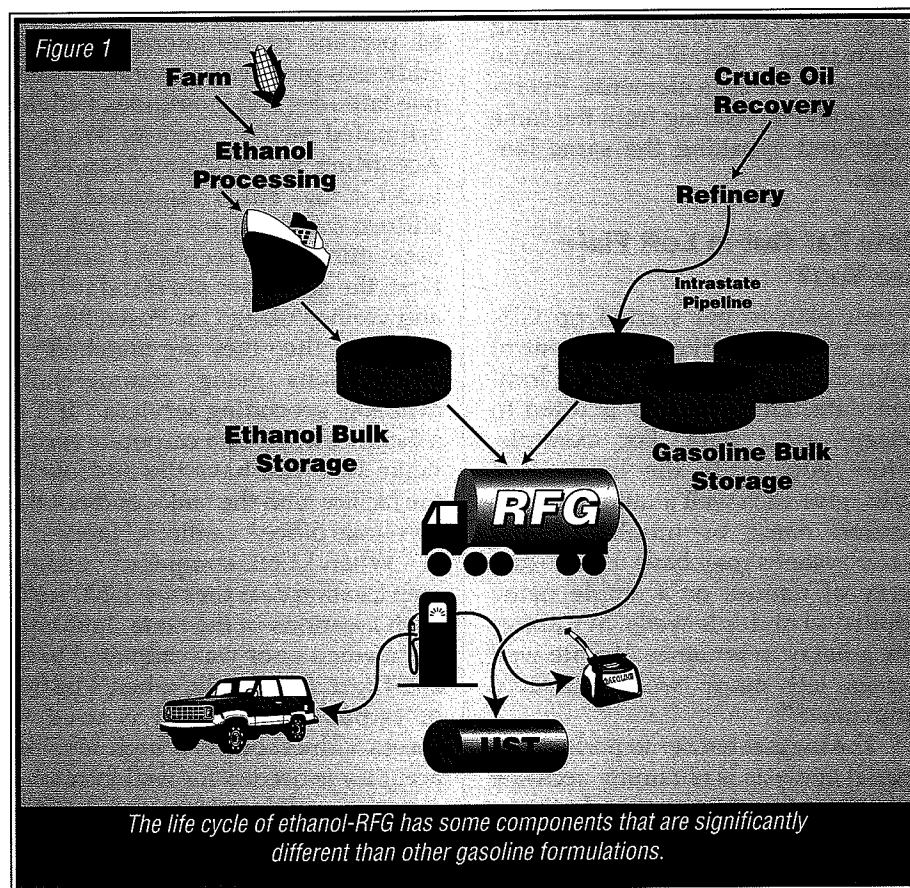 Figure 1
Farm
Crude Oil
Recovery
Ethanol
Processing
Refinery
Intrastate
Pipeline
Ethanol Bulk
Storage
Gasoline Bulk
Storage
RFG
GASOLINE
UST
The life cycle of ethanol-RFG has some components that are significantly
different than other gasoline formulations.